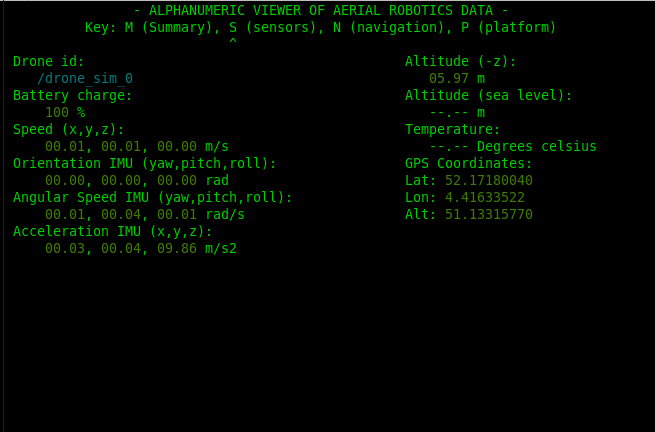 - ALPHANUMERIC VIEWER OF AERIAL ROBOTICS DATA -
Key: M (Summary), S (sensors), N (navigation), P (platform)
^
Drone id:
/drone_sim_0
Battery charge:
100 %
Speed (x,y,z):
00.01, 00.01, 00.00 m/s
Orientation IMU (yaw,pitch,roll):
00.00, 00.00, 00.00 rad
Angular Speed IMU (yaw,pitch,roll):
00.01, 00.04, 00.01 rad/s
Acceleration IMU (x,y,z):
00.03, 00.04, 09.86 m/s2
Altitude (-z):
05.97 m
Altitude (sea level):
--.-- m
Temperature:
--.-- Degrees celsius
GPS Coordinates:
Lat: 52.17180040
Lon: 4.41633522
Alt: 51.13315770